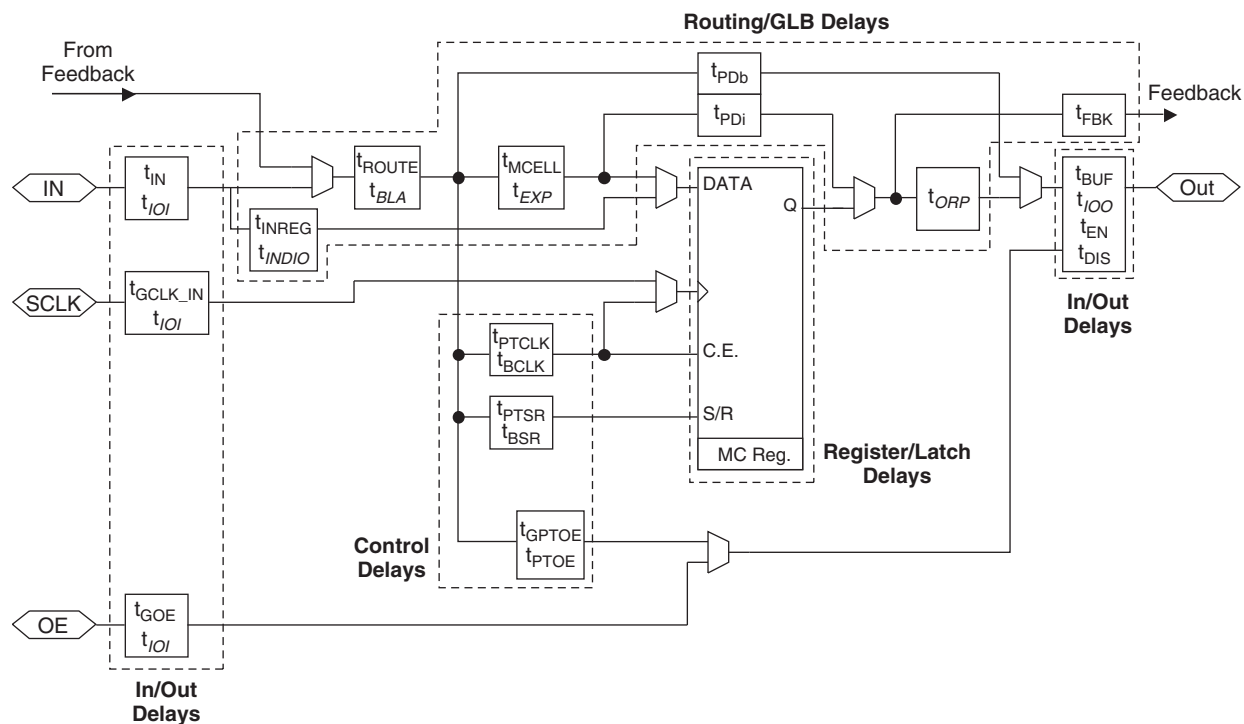 Routing/GLB Delays
From
Feedback
tPDb
tPDi
tFBK
Feedback
IN
tIN
tIOI
tROUTE
tBLA
tMCELL
tEXP
tINREG
tINDIO
DATA
Q
tORP
tBUF
tIOO
tEN
tDIS
Out
In/Out
Delays
SCLK
tGCLK_IN
tIOI
tPTCLK
tBCLK
C.E.
tPTSR
tBSR
S/R
MC Reg.
Register/Latch
Delays
Control
Delays
tGPTOE
tPTOE
OE
tGOE
tIOI
In/Out
Delays